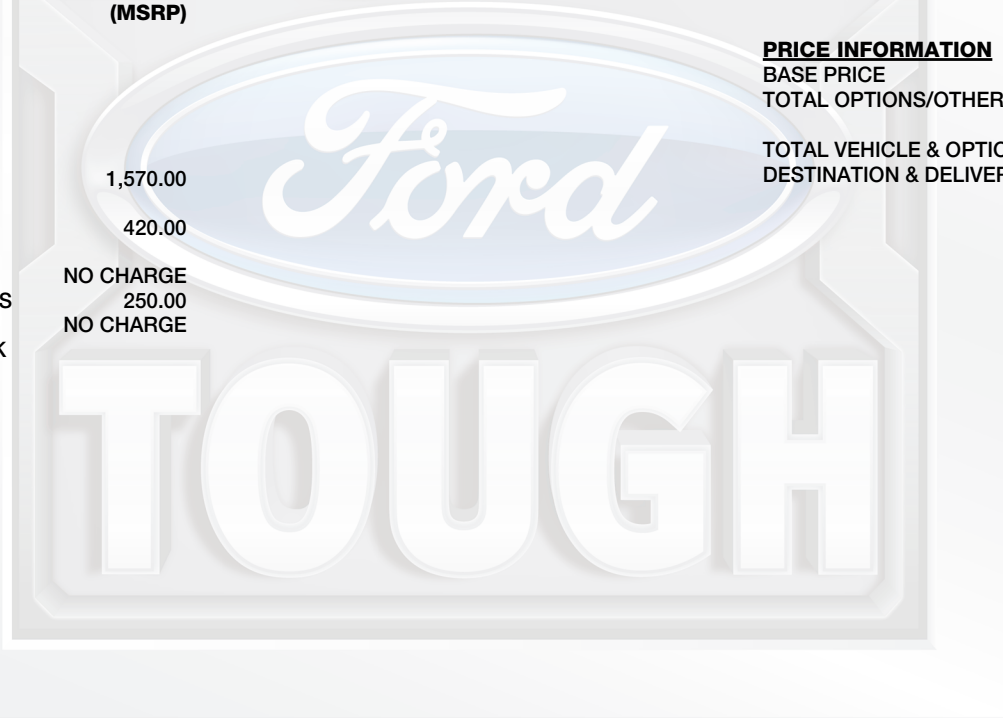 (MSRP)
1,570.00
420.00
NO CHARGE
S 250.00
NO CHARGE
K
PRICE INFORMATION
BASE PRICE
TOTAL OPTIONS/OTHER
TOTAL VEHICLE & OPTIO
DESTINATION & DELIVER
Ford
TOUGH